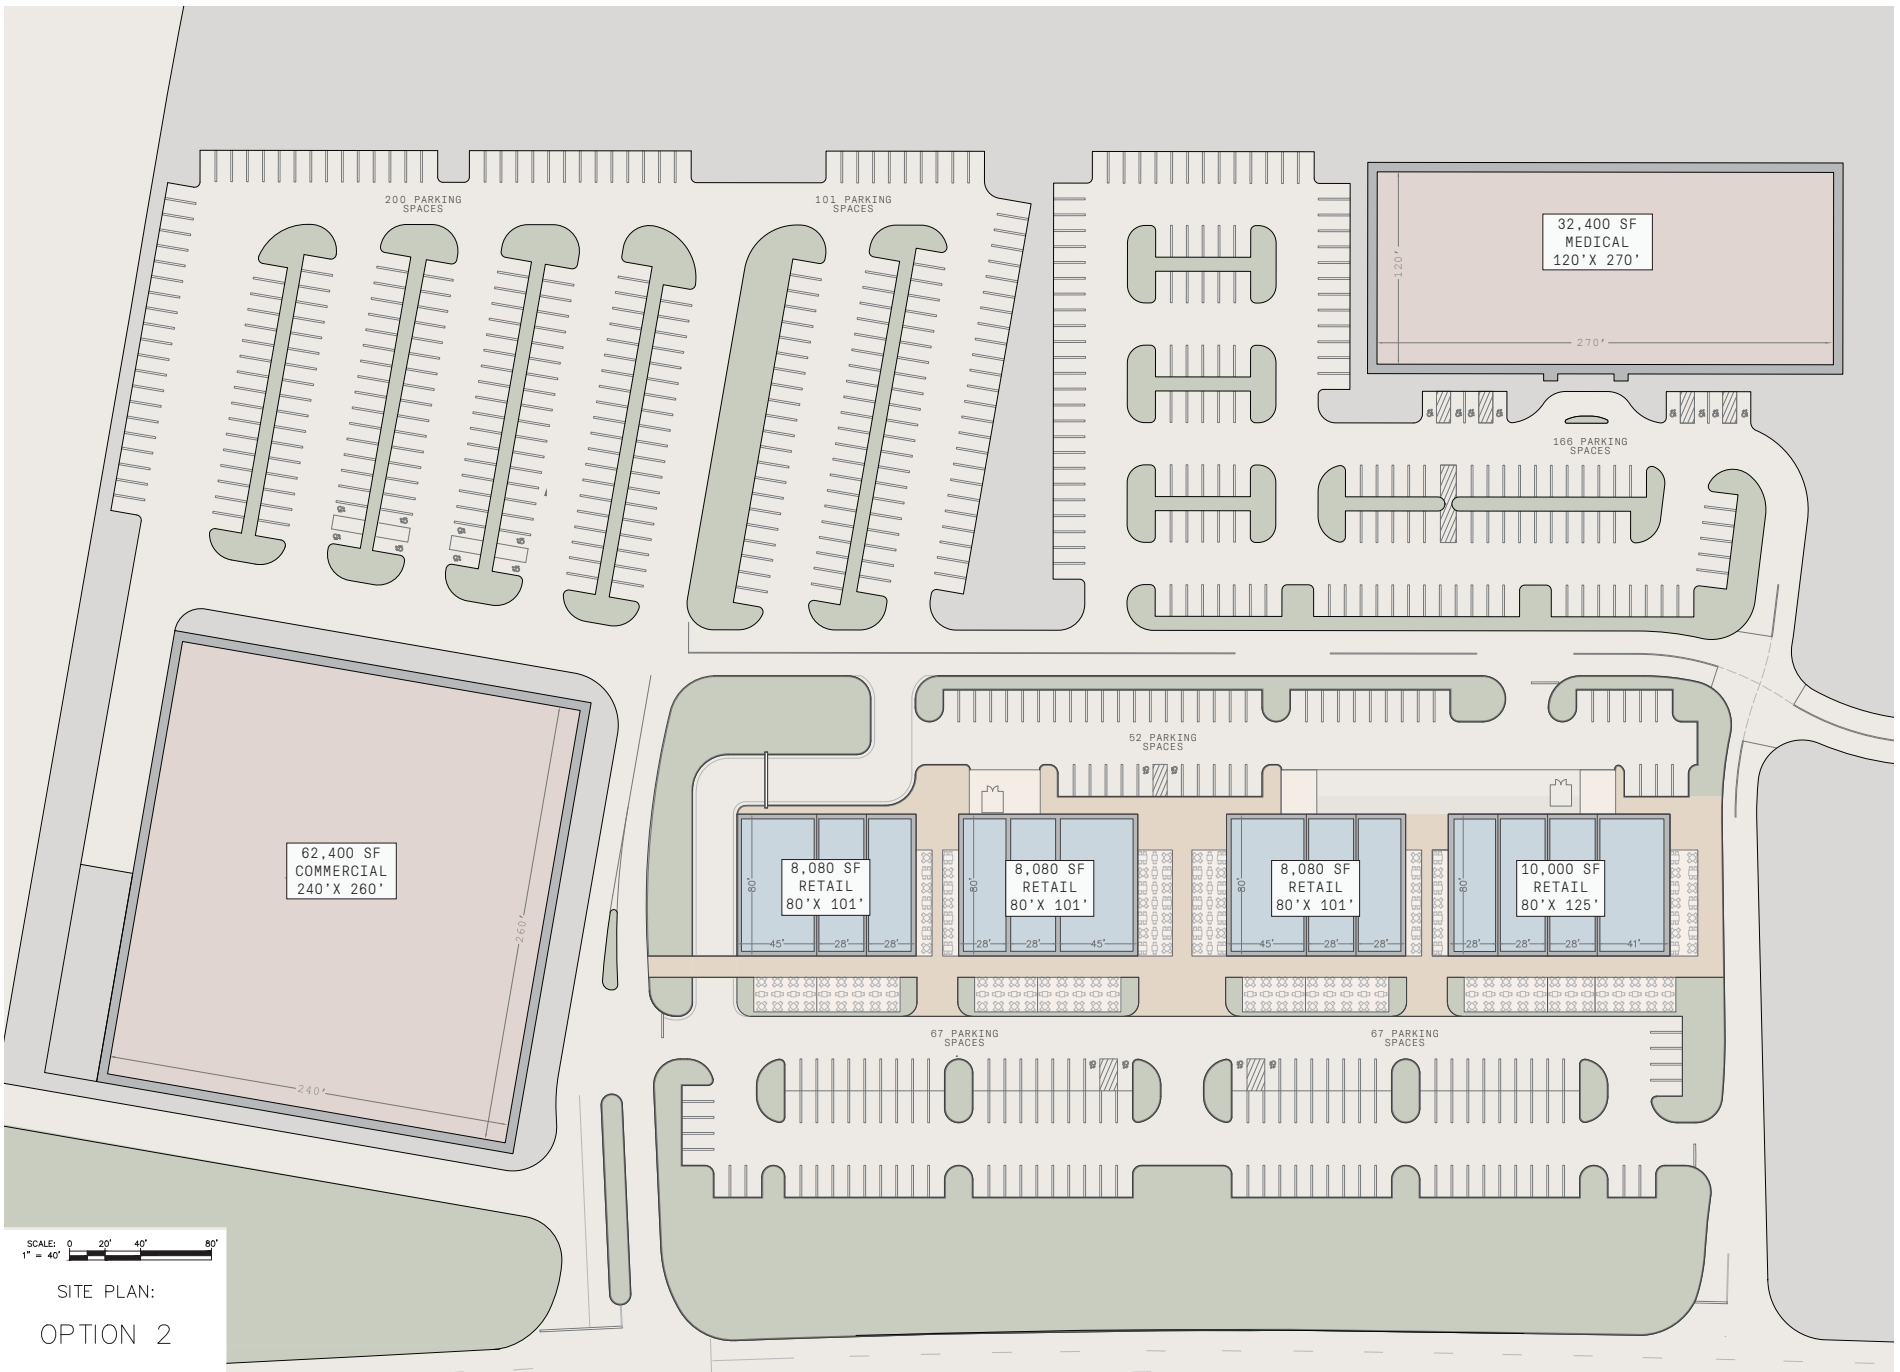 200 PARKING
SPACES
101 PARKING
SPACES
32,400 SF
MEDICAL
120'X 270'
120'
270'
166 PARKING
SPACES
52 PARKING
SPACES
62,400 SF
COMMERCIAL
240'X 260'
260'
240'
8,080 SF
RETAIL
80'X 101'
80'
45'
28'
28'
8,080 SF
RETAIL
80'X 101'
80'
28'
28'
45'
8,080 SF
RETAIL
80'X 101'
80'
45'
28'
28'
10,000 SF
RETAIL
80'X 125'
80'
28'
28'
28'
41'
67 PARKING
SPACES
67 PARKING
SPACES
SCALE: 0 20' 40' 80'
1" = 40'
SITE PLAN:
OPTION 2